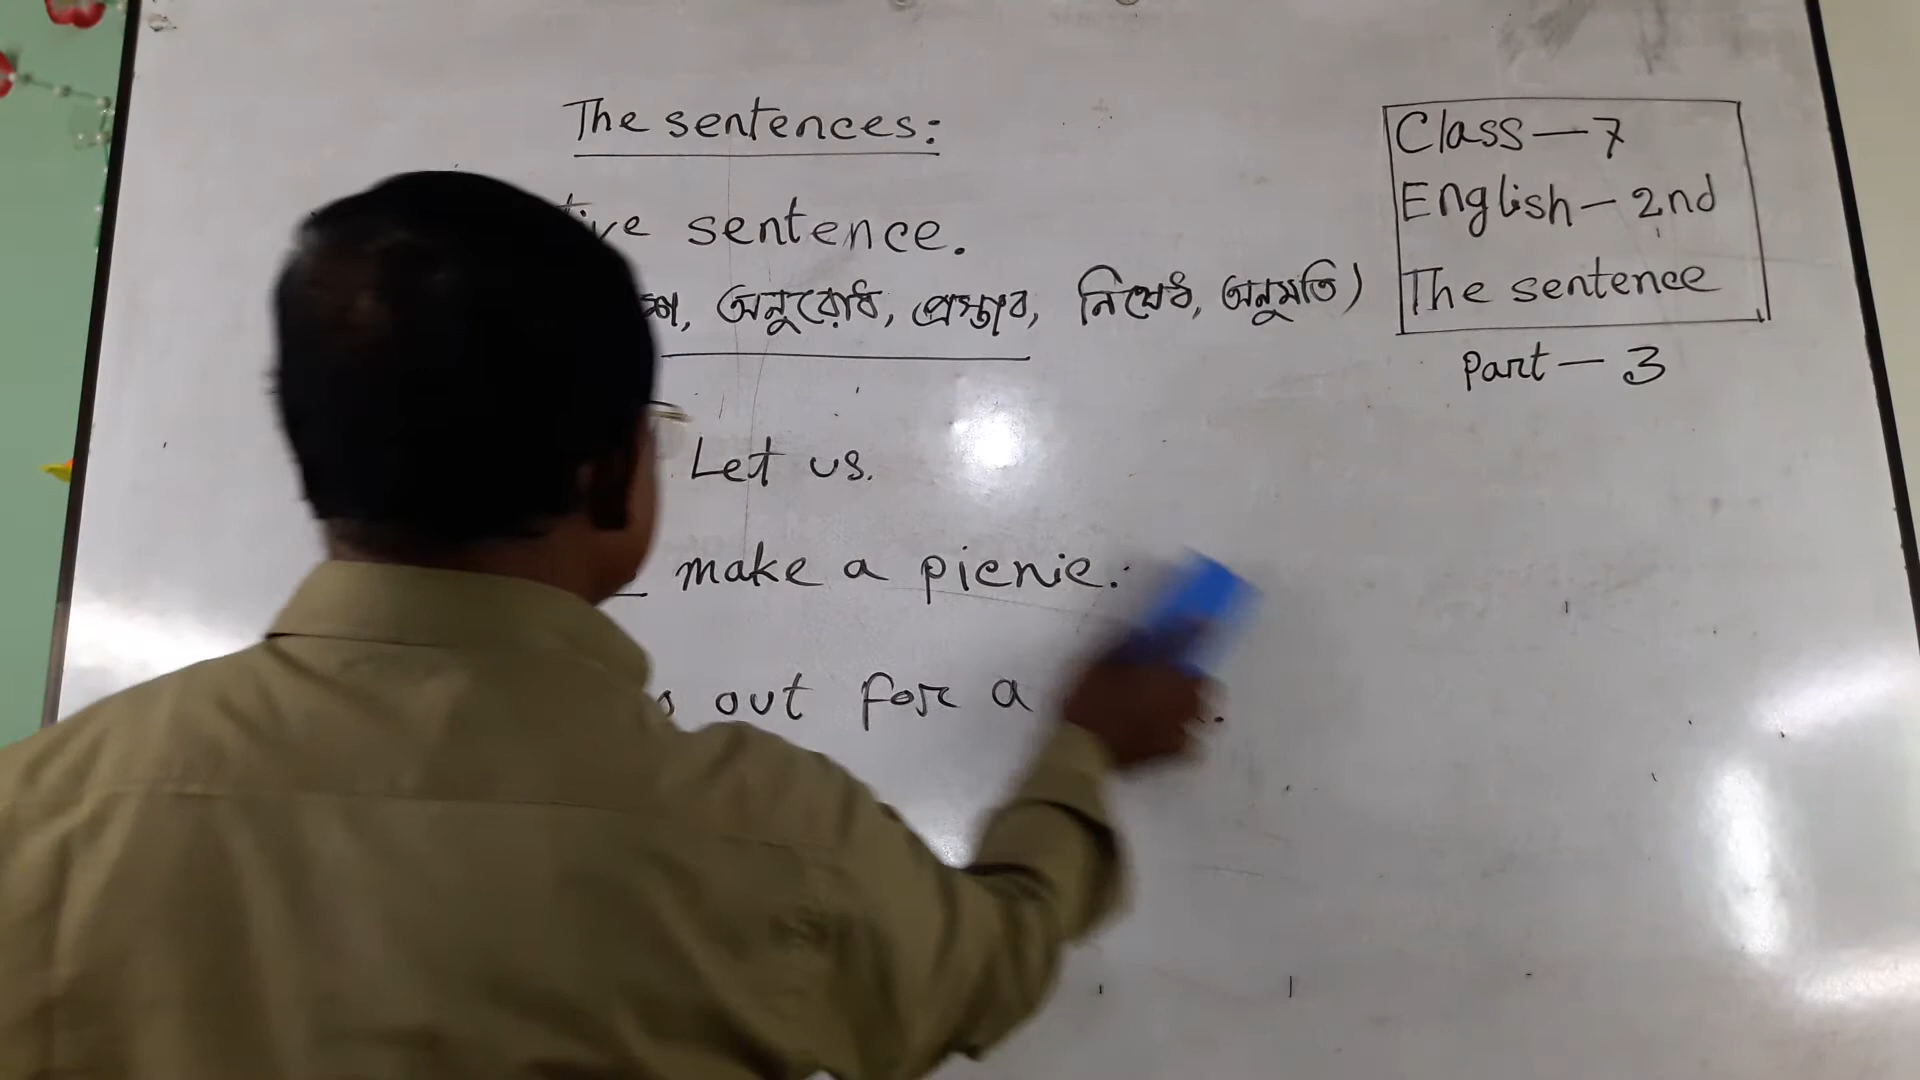 The sentences:
sentence.
অনুরোধ, প্রস্তাব, নিষেধ, অনুমতি)
Let us.
make a picnic.
out for a
Class — 7
English — 2nd
The sentence
Part — 3